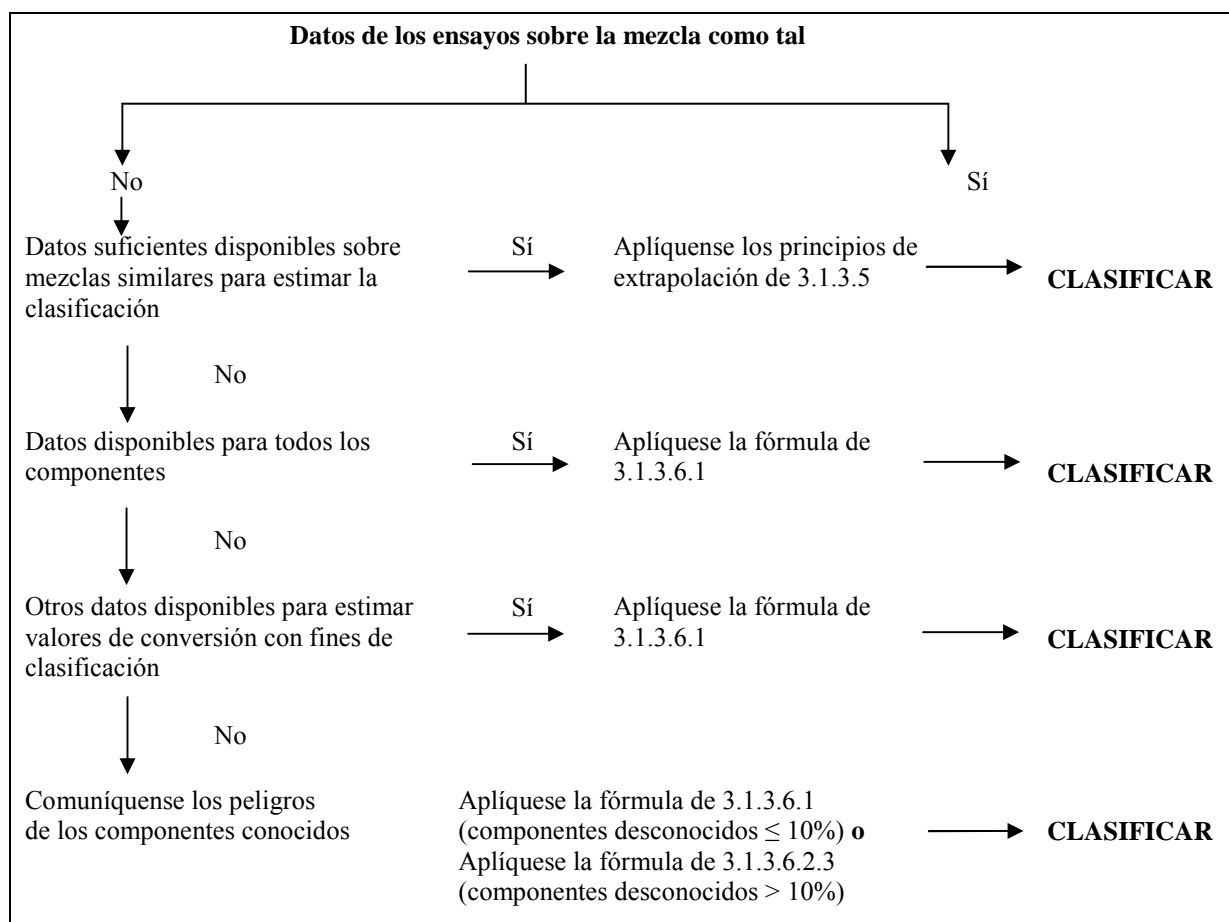 Datos de los ensayos sobre la mezcla como tal
No
Sí
Datos suficientes disponibles sobre
mezclas similares para estimar la
clasificación
Sí
Aplíquense los principios de
extrapolación de 3.1.3.5
CLASIFICAR
No
Datos disponibles para todos los
componentes
Sí
Aplíquese la fórmula de
3.1.3.6.1
CLASIFICAR
No
Otros datos disponibles para estimar
valores de conversión con fines de
clasificación
Sí
Aplíquese la fórmula de
3.1.3.6.1
CLASIFICAR
No
Comuníquense los peligros
de los componentes conocidos
Aplíquese la fórmula de 3.1.3.6.1
(componentes desconocidos ≤ 10%) o
Aplíquese la fórmula de 3.1.3.6.2.3
(componentes desconocidos > 10%)
CLASIFICAR